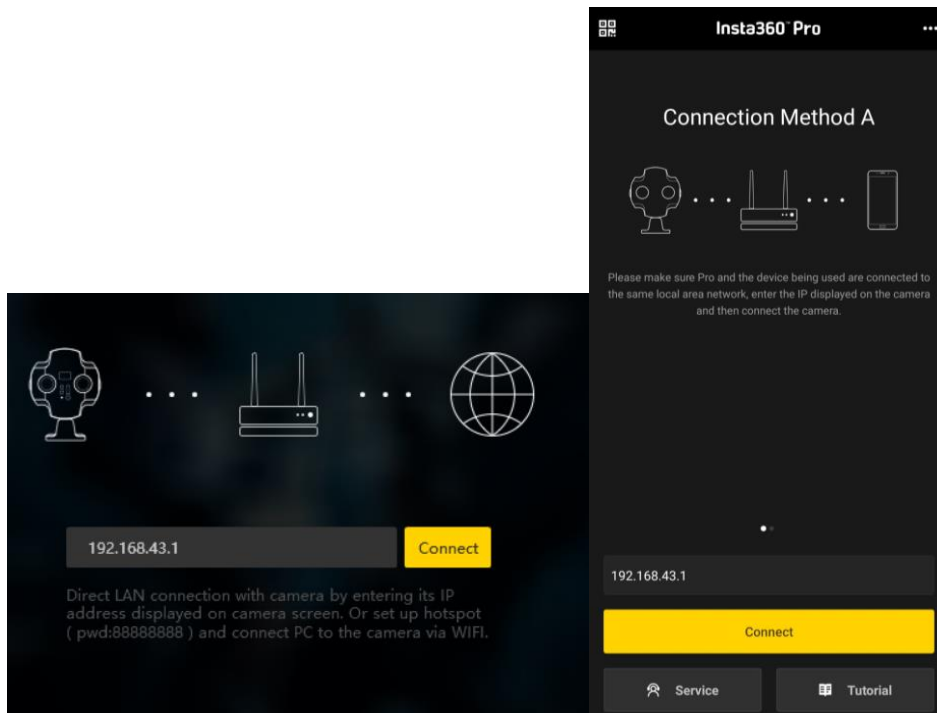 192.168.43.1
Connect
Direct LAN connection with camera by entering its IP
address displayed on camera screen. Or set up hotspot
( pwd:88888888 ) and connect PC to the camera via WIFI.
Insta360™ Pro
Connection Method A
Please make sure Pro and the device being used are connected to
the same local area network, enter the IP displayed on the camera
and then connect the camera.
192.168.43.1
Connect
Service
Tutorial